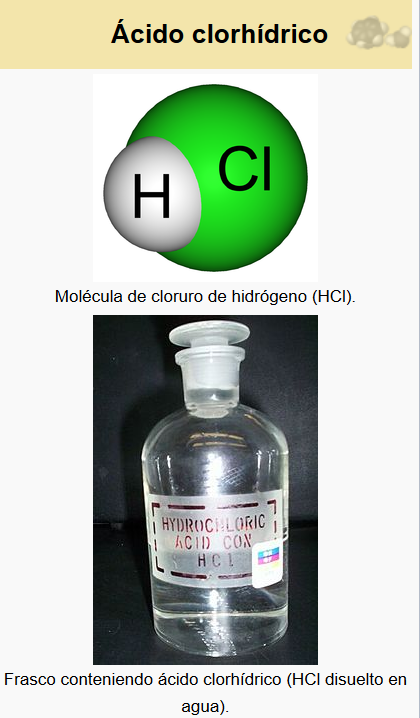 Ácido clorhídrico
H
Cl
Molécula de cloruro de hidrógeno (HCl).
HYDROCHLORIC
ACID CON
HCl
Frasco conteniendo ácido clorhídrico (HCl disuelto en
agua).